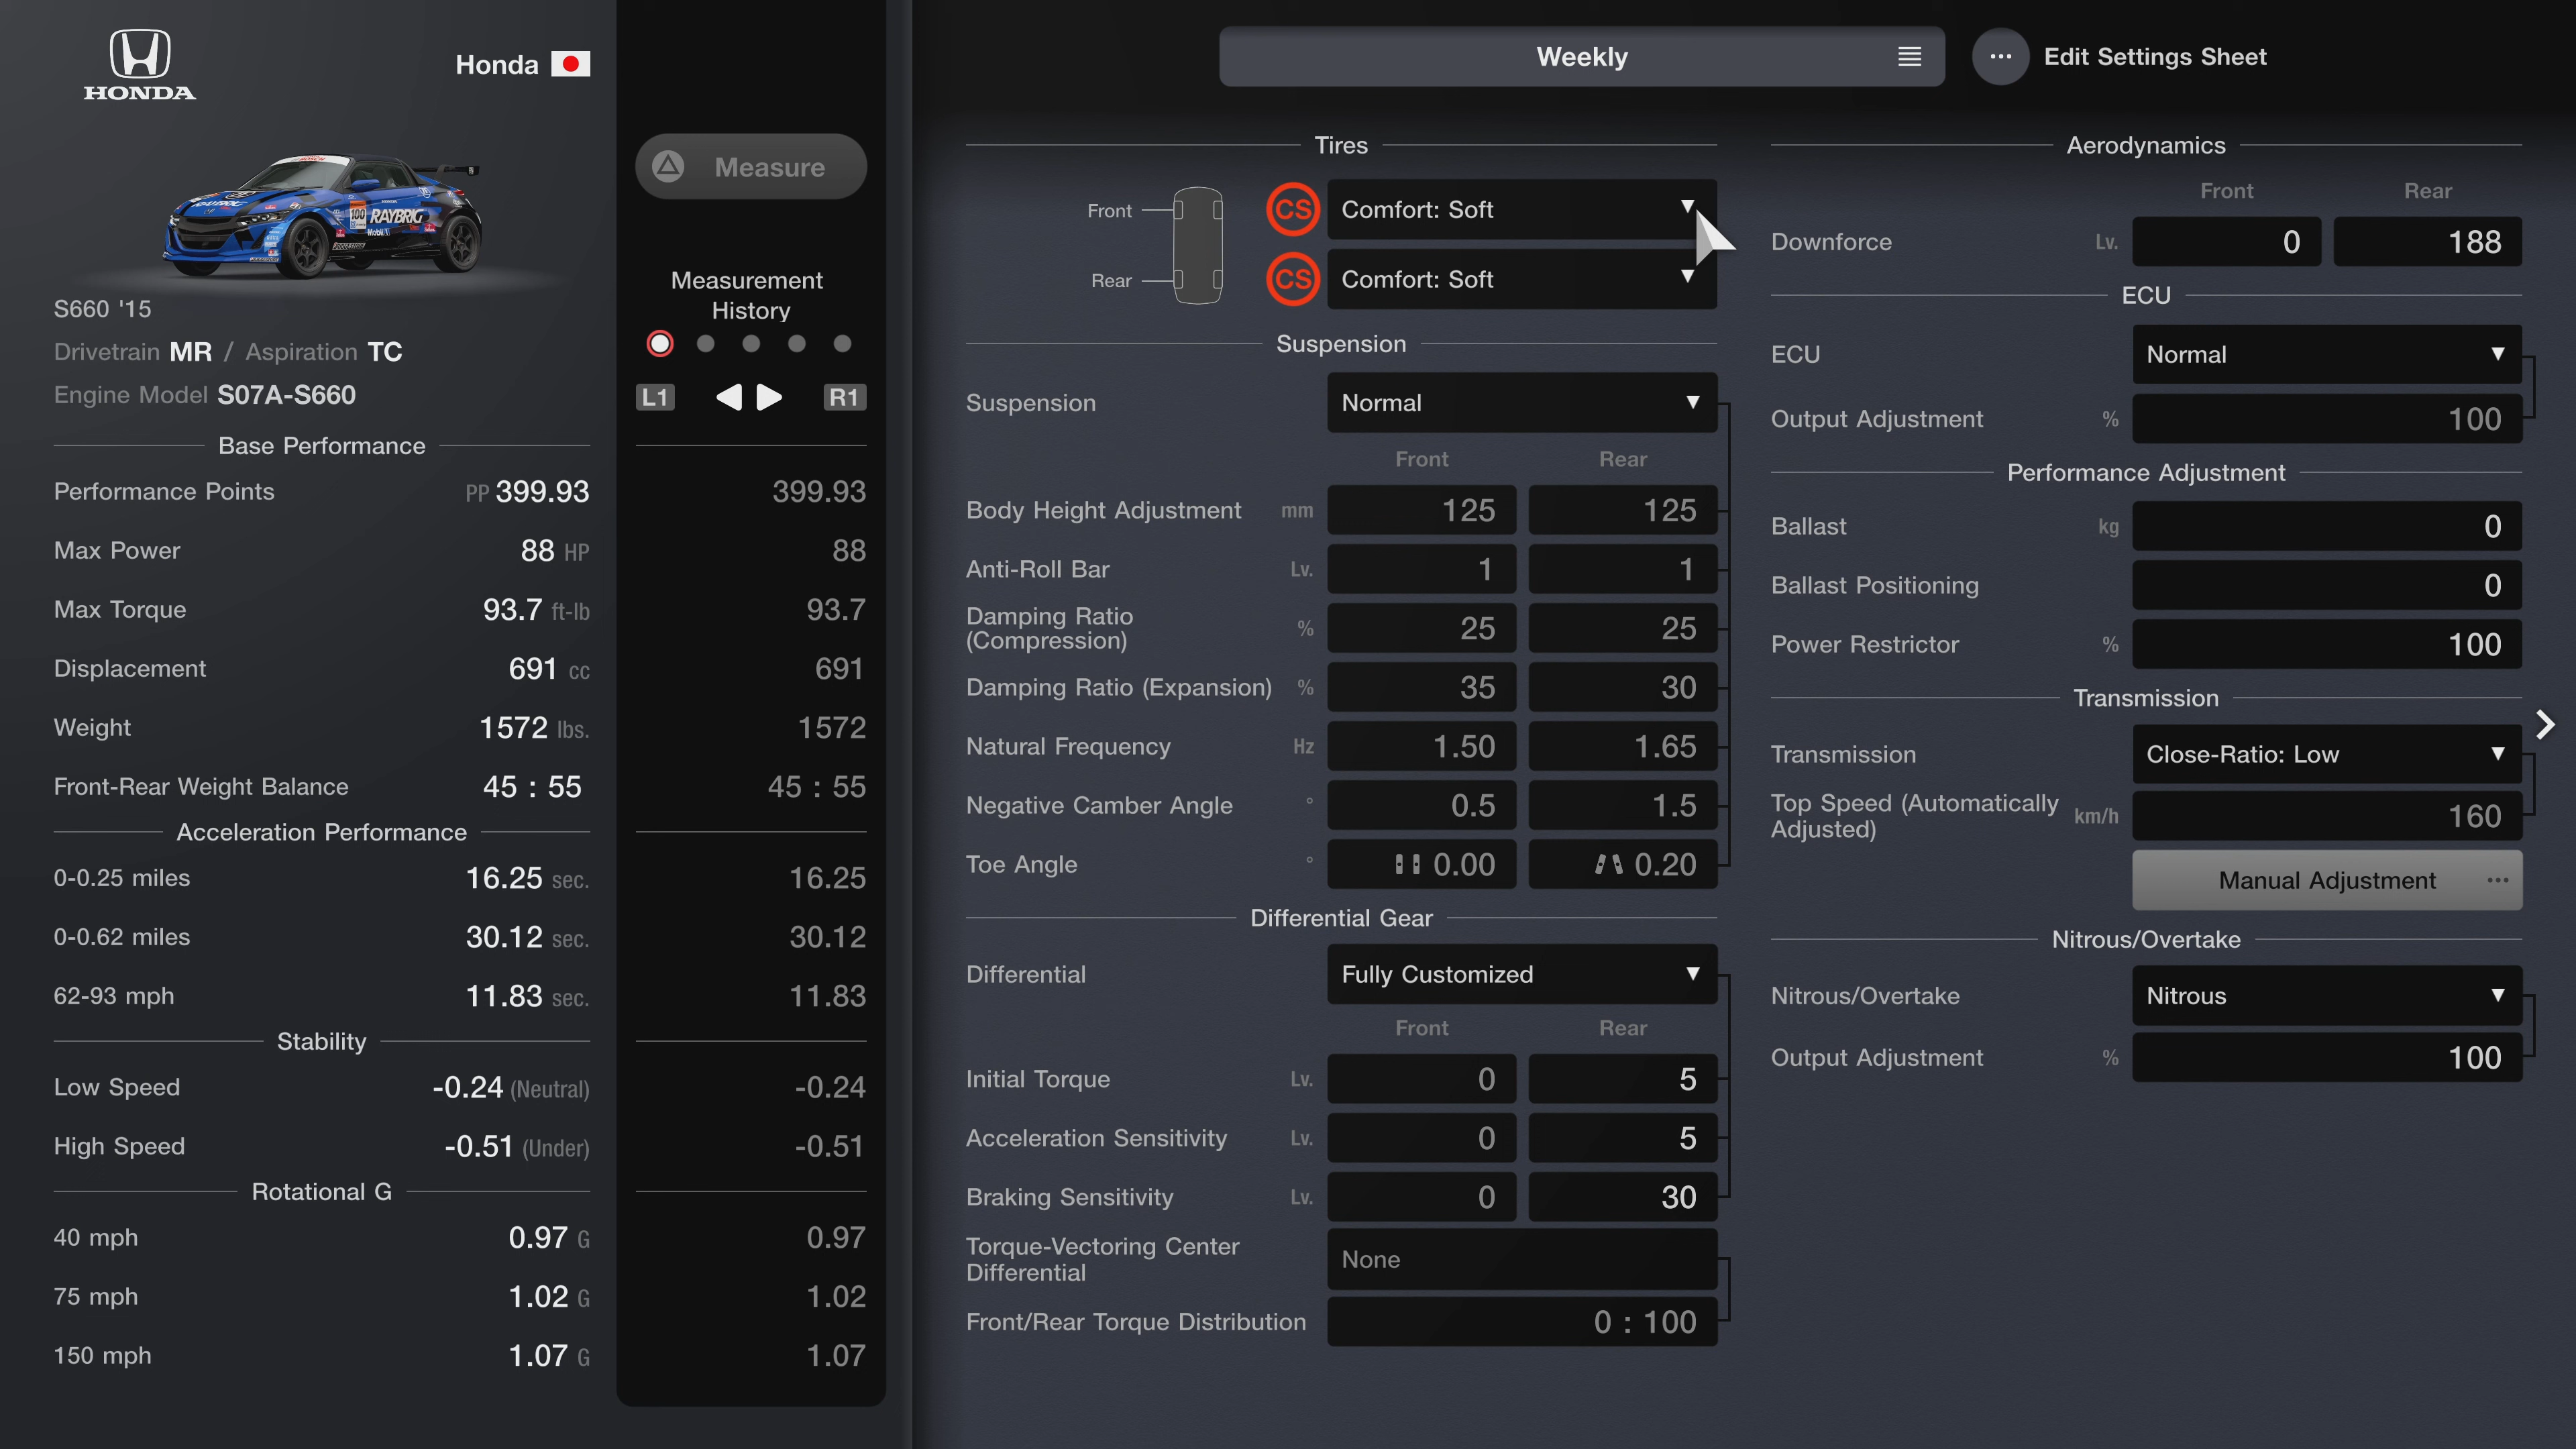 HONDA
Honda
RAYBRIG
100
S660 '15
Drivetrain MR / Aspiration TC
Engine Model S07A-S660
Base Performance
Performance Points PP 399.93
Max Power 88 HP
Max Torque 93.7 ft-lb
Displacement 691 cc
Weight 1572 lbs.
Front-Rear Weight Balance 45 : 55
Acceleration Performance
0-0.25 miles 16.25 sec.
0-0.62 miles 30.12 sec.
62-93 mph 11.83 sec.
Stability
Low Speed -0.24 (Neutral)
High Speed -0.51 (Under)
Rotational G
40 mph 0.97 G
75 mph 1.02 G
150 mph 1.07 G
Measure
Measurement
History
L1 R1
399.93
88
93.7
691
1572
45 : 55
16.25
30.12
11.83
-0.24
-0.51
0.97
1.02
1.07
Weekly
Edit Settings Sheet
Tires
Front CS Comfort: Soft
Rear CS Comfort: Soft
Suspension
Suspension Normal
Front Rear
Body Height Adjustment mm 125 125
Anti-Roll Bar Lv. 1 1
Damping Ratio
(Compression) % 25 25
Damping Ratio (Expansion) % 35 30
Natural Frequency Hz 1.50 1.65
Negative Camber Angle ° 0.5 1.5
Toe Angle ° 0.00 0.20
Differential Gear
Differential Fully Customized
Front Rear
Initial Torque Lv. 0 5
Acceleration Sensitivity Lv. 0 5
Braking Sensitivity Lv. 0 30
Torque-Vectoring Center
Differential None
Front/Rear Torque Distribution 0 : 100
Aerodynamics
Front Rear
Downforce Lv. 0 188
ECU
ECU Normal
Output Adjustment % 100
Performance Adjustment
Ballast kg 0
Ballast Positioning 0
Power Restrictor % 100
Transmission
Transmission Close-Ratio: Low
Top Speed (Automatically
Adjusted) km/h 160
Manual Adjustment
Nitrous/Overtake
Nitrous/Overtake Nitrous
Output Adjustment % 100